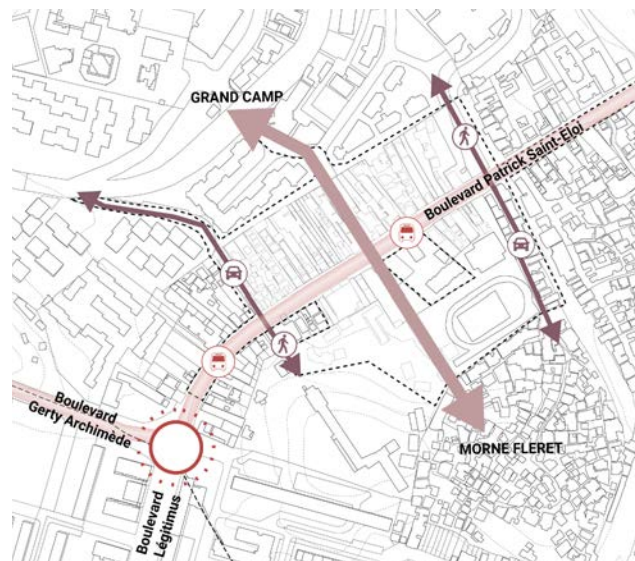 GRAND CAMP
Boulevard Patrick Saint-Eloi
Boulevard
Gerty Archimède
Boulevard
Légitimus
MORNE FLERET